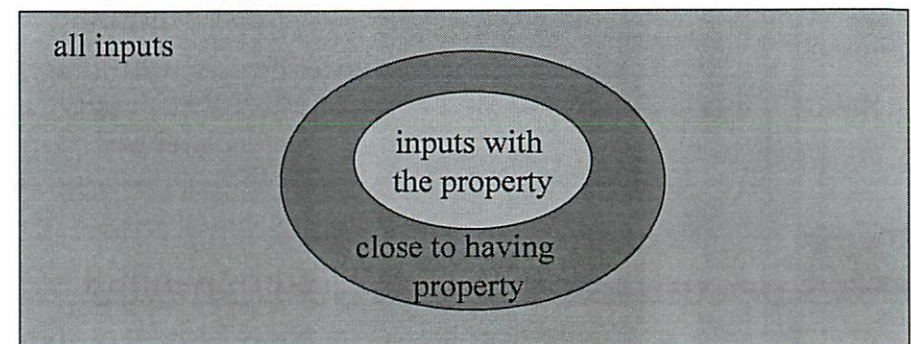 all inputs
inputs with
the property
close to having
property